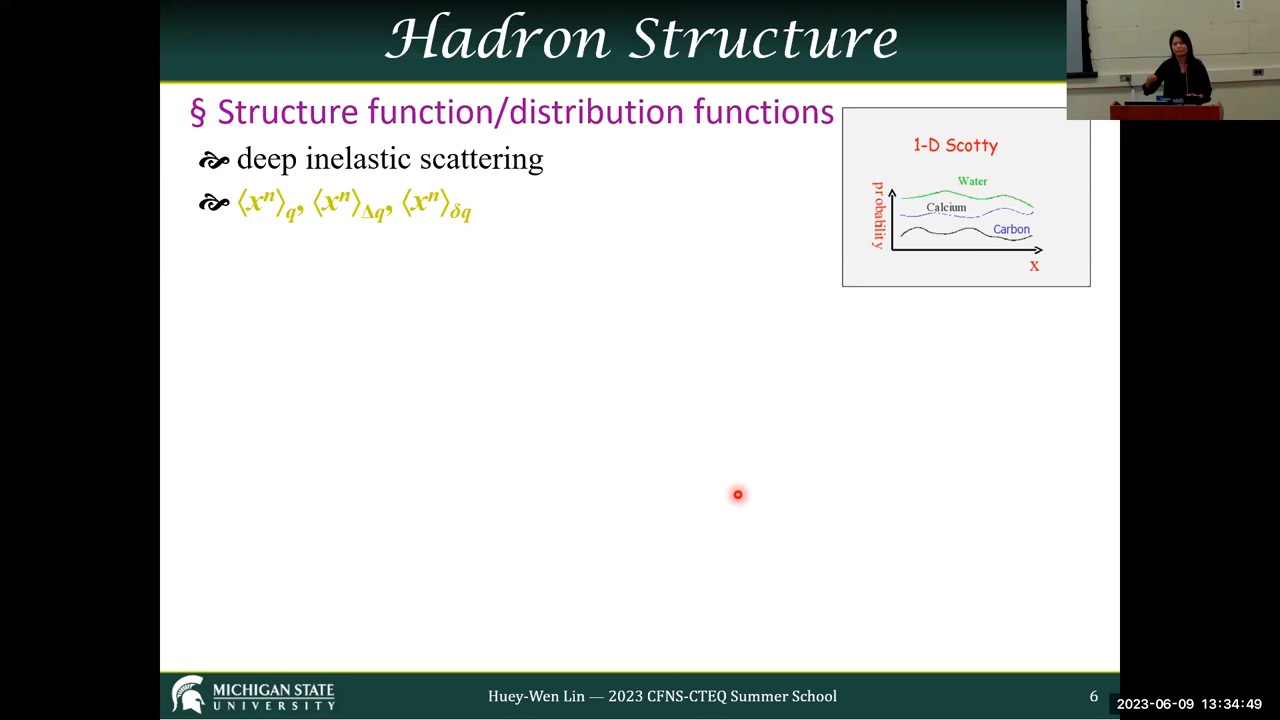 Hadron Structure
§ Structure function/distribution functions
deep inelastic scattering
⟨xⁿ⟩q, ⟨xⁿ⟩Δq, ⟨xⁿ⟩δq
1-D Scotty
Water
probability
Calcium
Carbon
X
MICHIGAN STATE
UNIVERSITY
Huey-Wen Lin — 2023 CFNS-CTEQ Summer School
6
2023-06-09 13:34:49